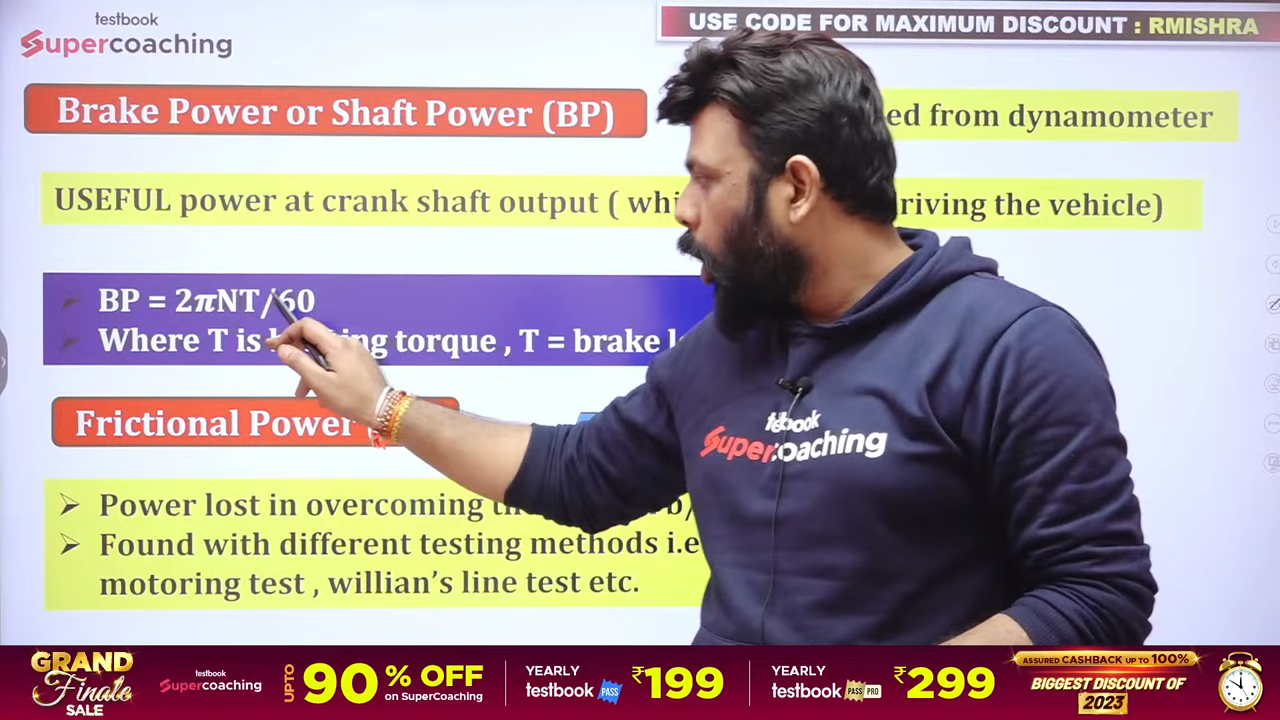 testbook
Supercoaching
USE CODE FOR MAXIMUM DISCOUNT : RMISHRA
Brake Power or Shaft Power (BP)
from dynamometer
USEFUL power at crank shaft output ( the vehicle)
BP = 2πNT/60
Where T is torque , T = brake
Frictional Power
Power lost in overcoming
Found with different testing methods i.e
motoring test , willian's line test etc.
testbook
Supercoaching
GRAND
Finale
SALE
testbook
Supercoaching
UPTO 90% OFF
on SuperCoaching
YEARLY
testbook PASS
₹199
YEARLY
testbook PASS PRO
₹299
ASSURED CASHBACK UP TO 100%
BIGGEST DISCOUNT OF
2023